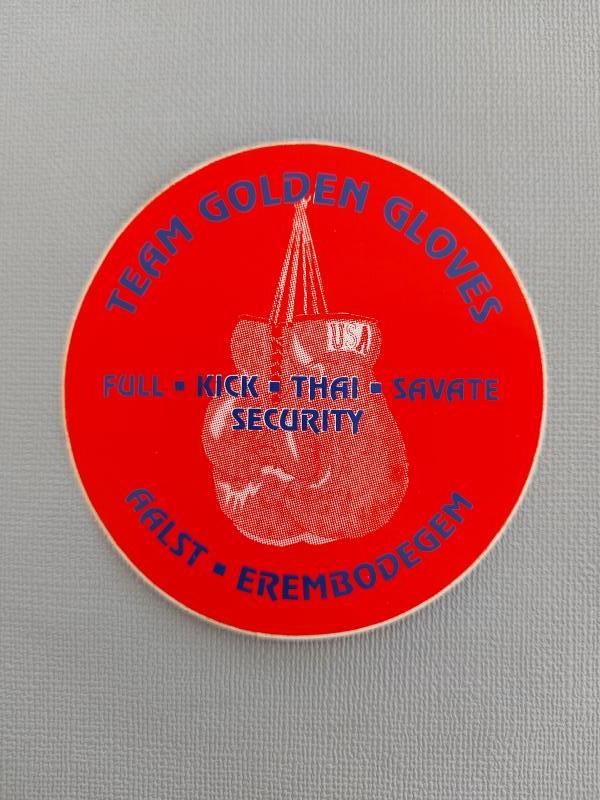 TEAM GOLDEN GLOVES
USA
FULL ▪ KICK ▪ THAI ▪ SAVATE
SECURITY
AALST ▪ EREMBODEGEM